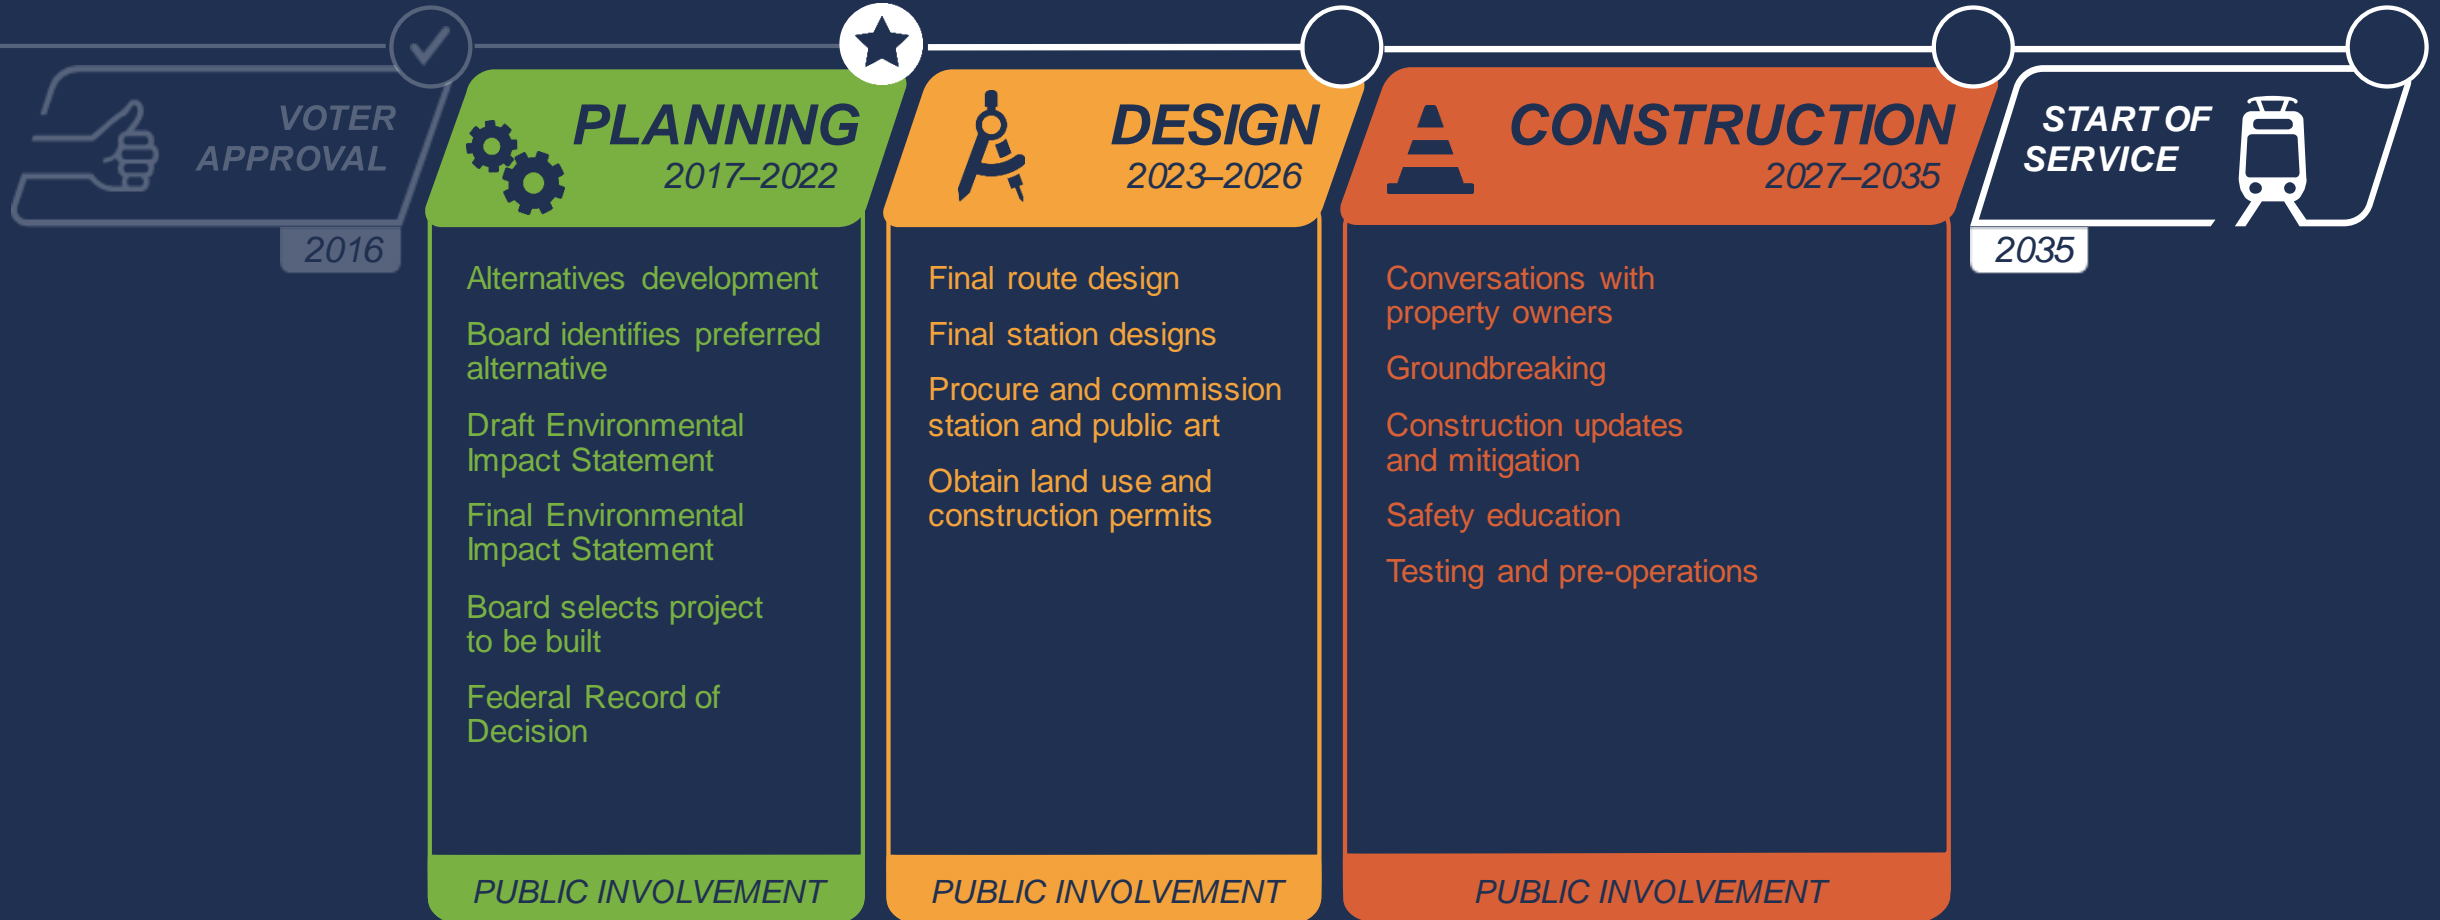 VOTER
APPROVAL
2016
PLANNING
2017–2022
Alternatives development
Board identifies preferred
alternative
Draft Environmental
Impact Statement
Final Environmental
Impact Statement
Board selects project
to be built
Federal Record of
Decision
PUBLIC INVOLVEMENT
DESIGN
2023–2026
Final route design
Final station designs
Procure and commission
station and public art
Obtain land use and
construction permits
PUBLIC INVOLVEMENT
CONSTRUCTION
2027–2035
Conversations with
property owners
Groundbreaking
Construction updates
and mitigation
Safety education
Testing and pre-operations
PUBLIC INVOLVEMENT
START OF
SERVICE
2035